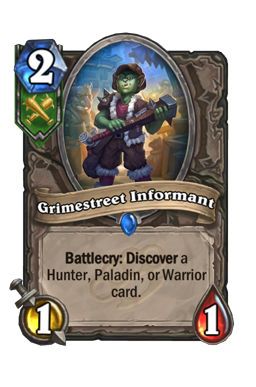 2
Grimestreet Informant
Battlecry: Discover a
Hunter, Paladin, or Warrior
card.
1
1